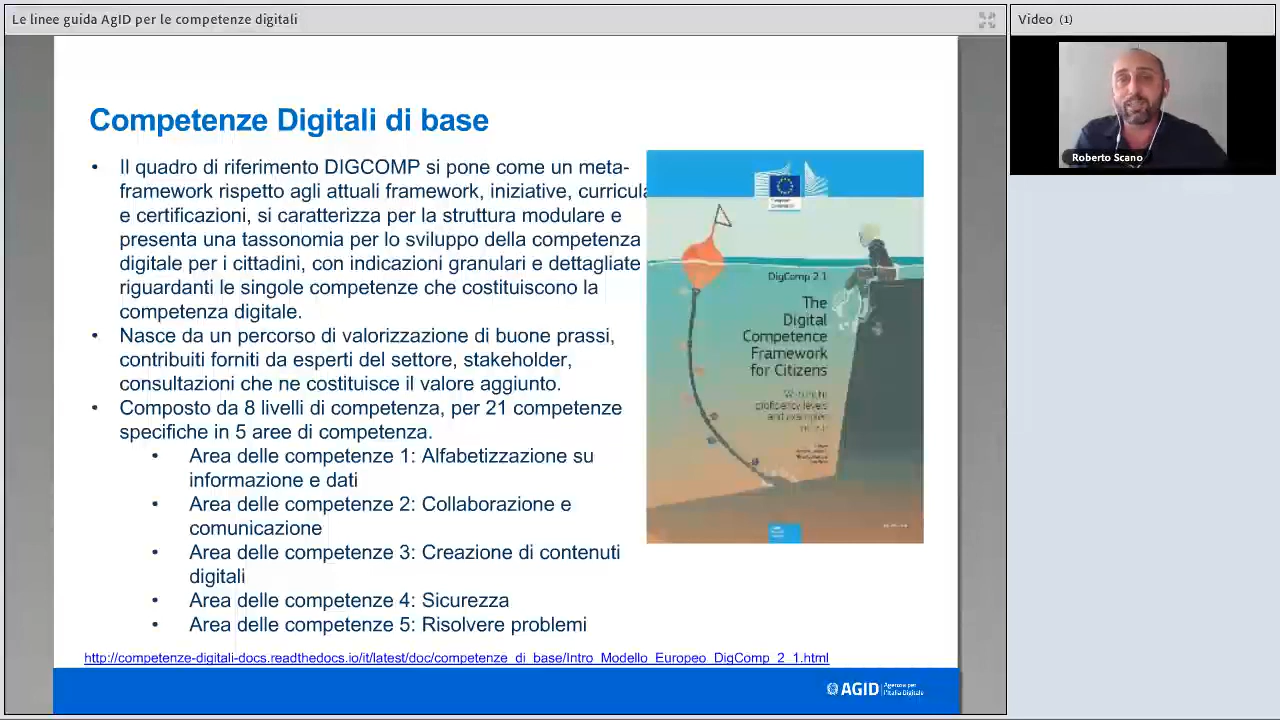 Le linee guida AgID per le competenze digitali
Video (1)
Roberto Scano
Competenze Digitali di base
• Il quadro di riferimento DIGCOMP si pone come un meta-
framework rispetto agli attuali framework, iniziative, curricula
e certificazioni, si caratterizza per la struttura modulare e
presenta una tassonomia per lo sviluppo della competenza
digitale per i cittadini, con indicazioni granulari e dettagliate
riguardanti le singole competenze che costituiscono la
competenza digitale.
• Nasce da un percorso di valorizzazione di buone prassi,
contribuiti forniti da esperti del settore, stakeholder,
consultazioni che ne costituisce il valore aggiunto.
• Composto da 8 livelli di competenza, per 21 competenze
specifiche in 5 aree di competenza.
• Area delle competenze 1: Alfabetizzazione su
informazione e dati
• Area delle competenze 2: Collaborazione e
comunicazione
• Area delle competenze 3: Creazione di contenuti
digitali
• Area delle competenze 4: Sicurezza
• Area delle competenze 5: Risolvere problemi
DigComp 2.1
The
Digital
Competence
Framework
for Citizens
proficiency levels
and examples
http://competenze-digitali-docs.readthedocs.io/it/latest/doc/competenze_di_base/Intro_Modello_Europeo_DigComp_2_1.html
AGID
Agenzia per
l'Italia Digitale